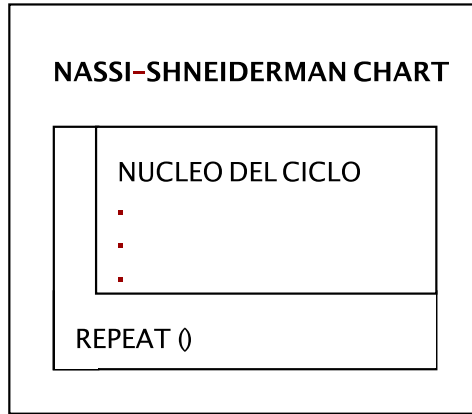 NASSI-SHNEIDERMAN CHART
NUCLEO DEL CICLO
REPEAT ()